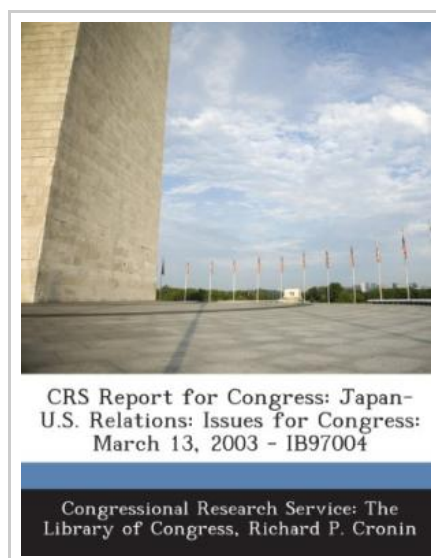 CRS Report for Congress: Japan-
U.S. Relations: Issues for Congress:
March 13, 2003 - IB97004
Congressional Research Service: The
Library of Congress, Richard P. Cronin